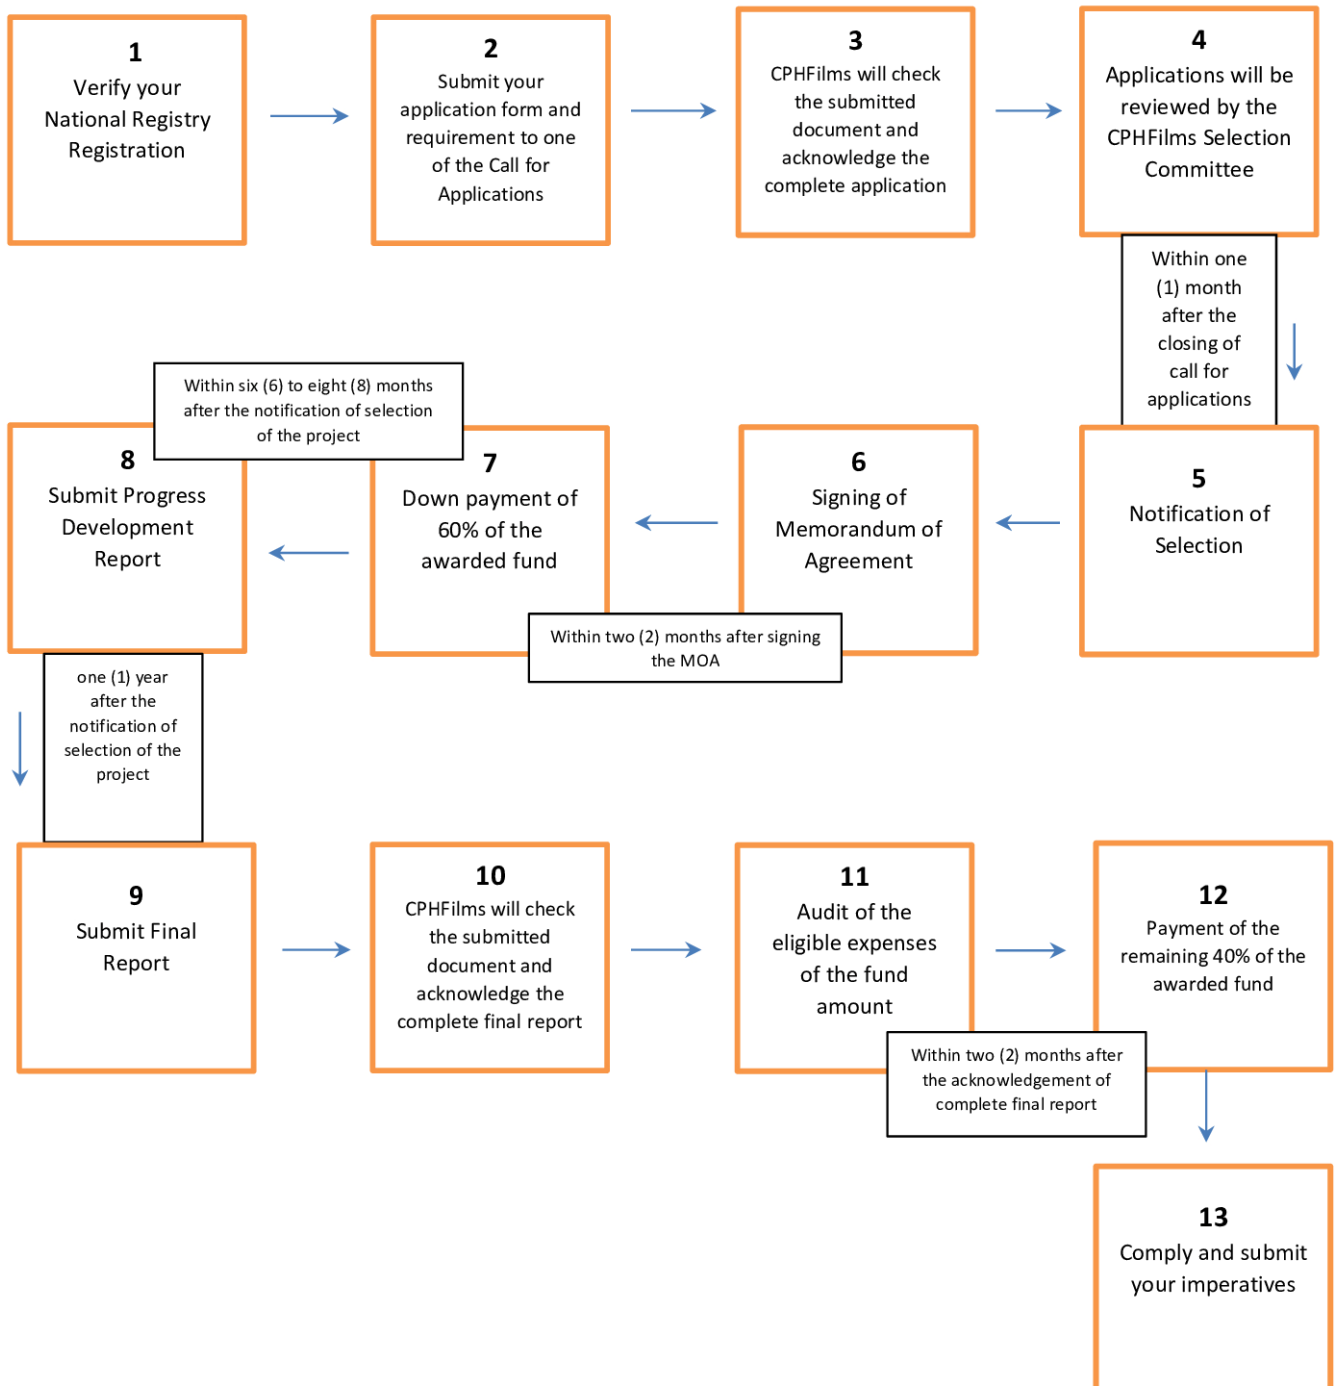 1
Verify your
National Registry
Registration
2
Submit your
application form and
requirement to one
of the Call for
Applications
3
CPHFilms will check
the submitted
document and
acknowledge the
complete application
4
Applications will be
reviewed by the
CPHFilms Selection
Committee
Within one
(1) month
after the
closing of
call for
applications
5
Notification of
Selection
6
Signing of
Memorandum of
Agreement
Within two (2) months after signing
the MOA
7
Down payment of
60% of the
awarded fund
Within six (6) to eight (8) months
after the notification of selection
of the project
8
Submit Progress
Development
Report
one (1) year
after the
notification of
selection of the
project
9
Submit Final
Report
10
CPHFilms will check
the submitted
document and
acknowledge the
complete final report
11
Audit of the
eligible expenses
of the fund
amount
Within two (2) months after
the acknowledgement of
complete final report
12
Payment of the
remaining 40% of the
awarded fund
13
Comply and submit
your imperatives